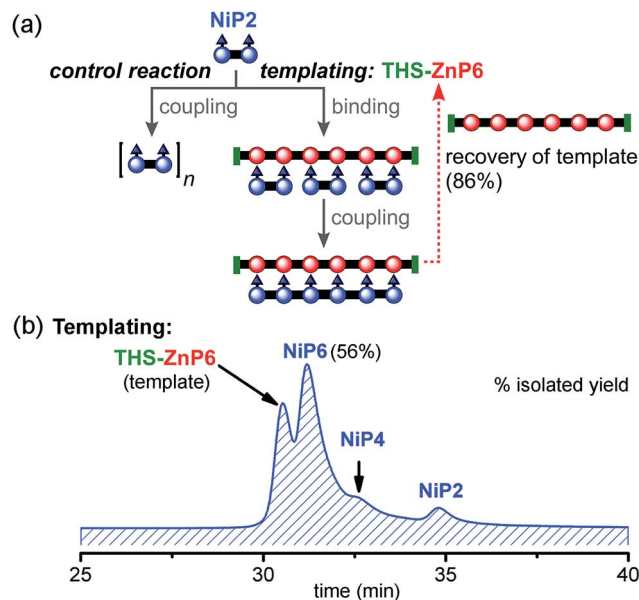 (a)
NiP2
control reaction templating: THS-ZnP6
coupling binding
[ ]n
recovery of template
(86%)
coupling
(b) Templating:
THS-ZnP6
(template)
NiP6 (56%)
% isolated yield
NiP4
NiP2
25 30 35 40
time (min)